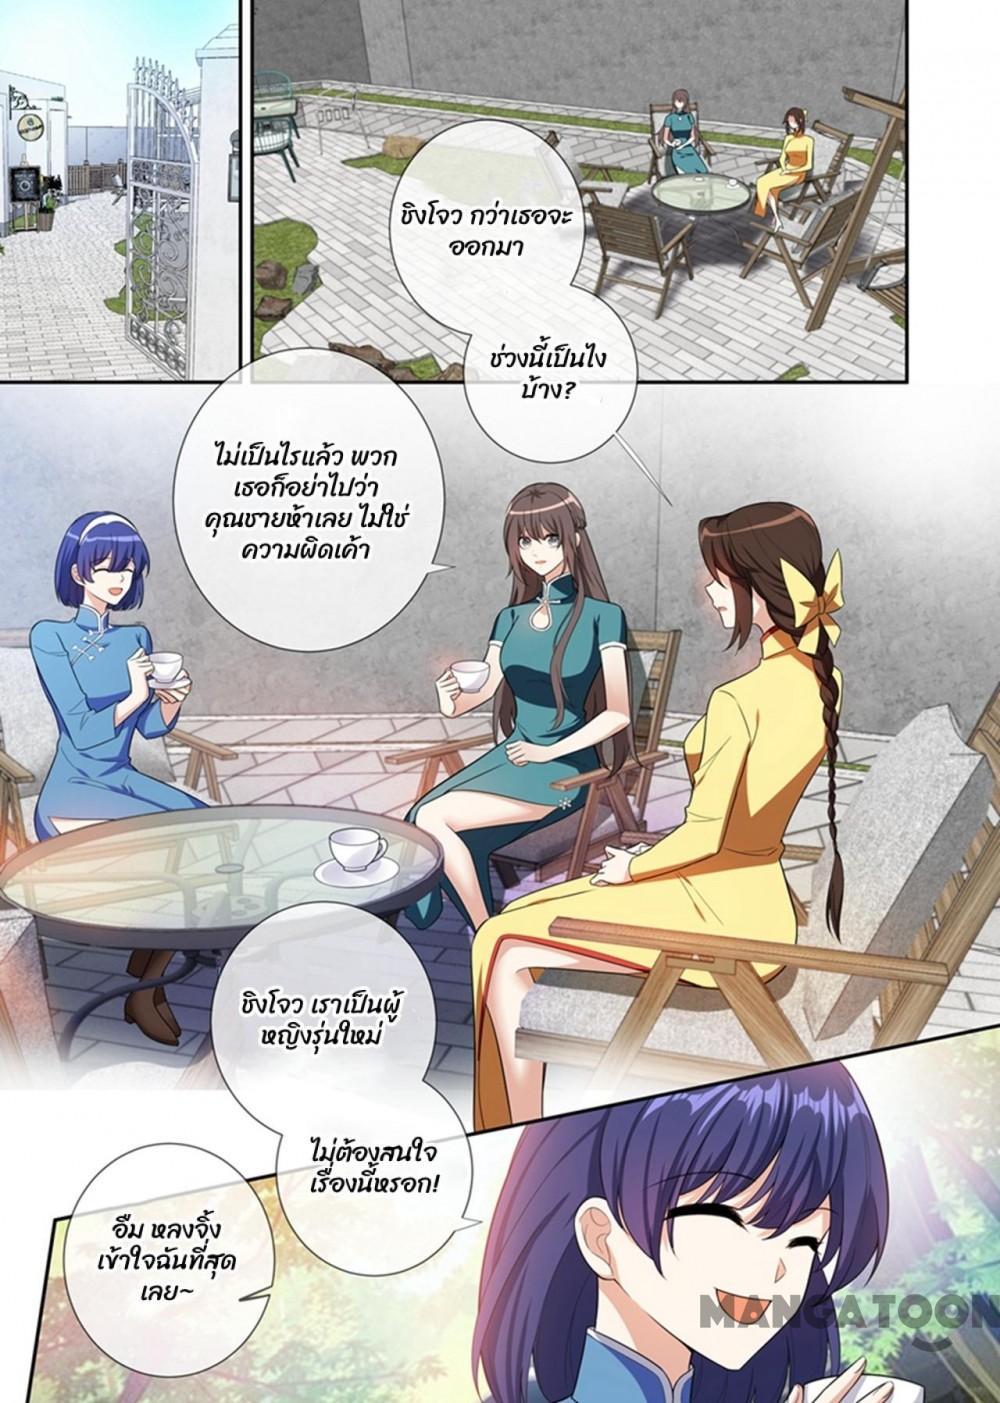 ชิงโจว กว่าเธอจะ
ออกมา
ช่วงนี้เป็นไง
บ้าง?
ไม่เป็นไรแล้ว พวก
เธอก็อย่าไปว่า
คุณชายห้าเลย ไม่ใช่
ความผิดเค้า
ชิงโจว เราเป็นผู้
หญิงรุ่นใหม่
ไม่ต้องสนใจ
เรื่องนี้หรอก!
อืม หลงจิ้ง
เข้าใจฉันที่สุด
เลย~
MANGATOON